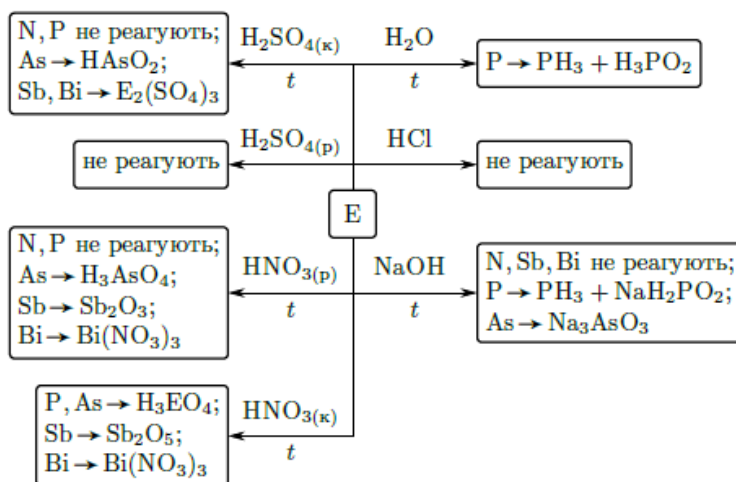 N, P не реагують;
As → HAsO₂;
Sb, Bi → E₂(SO₄)₃
H₂SO₄₍к₎
t
H₂O
t
P → PH₃ + H₃PO₂
не реагують
H₂SO₄₍р₎
HCl
не реагують
E
N, P не реагують;
As → H₃AsO₄;
Sb → Sb₂O₃;
Bi → Bi(NO₃)₃
HNO₃₍р₎
t
NaOH
t
N, Sb, Bi не реагують;
P → PH₃ + NaH₂PO₂;
As → Na₃AsO₃
P, As → H₃EO₄;
Sb → Sb₂O₅;
Bi → Bi(NO₃)₃
HNO₃₍к₎
t